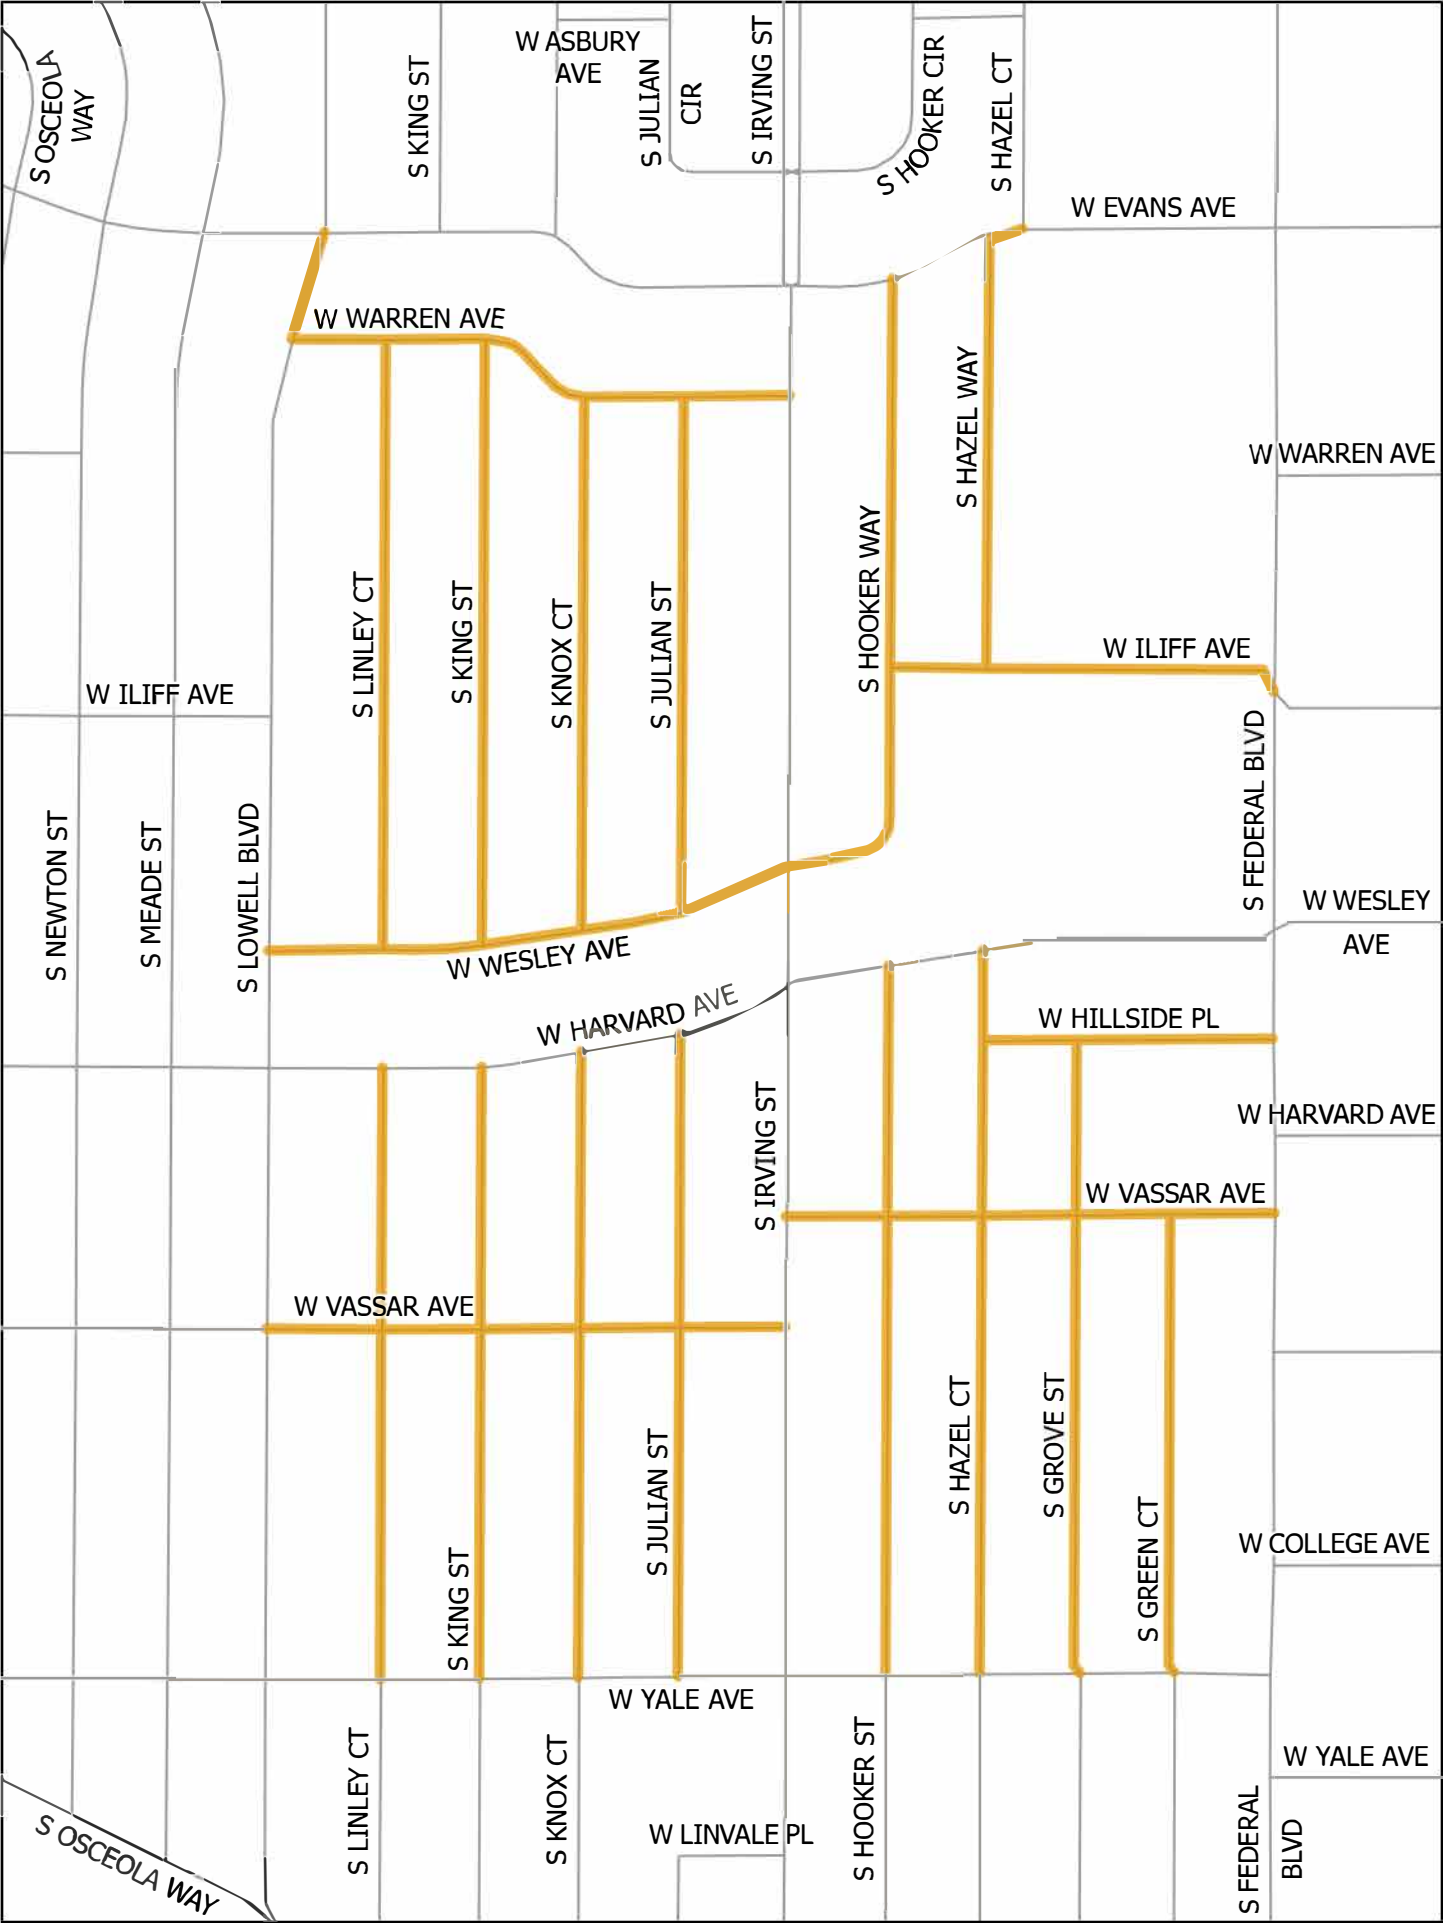 W ASBURY
AVE
S OSCEOLA
WAY
S KING ST
S JULIAN
CIR
S IRVING ST
S HOOKER CIR
S HAZEL CT
W EVANS AVE
W WARREN AVE
S HAZEL WAY
W WARREN AVE
S LINLEY CT
S KING ST
S KNOX CT
S JULIAN ST
S HOOKER WAY
W ILIFF AVE
W ILIFF AVE
S NEWTON ST
S MEADE ST
S LOWELL BLVD
S FEDERAL BLVD
W WESLEY
AVE
W WESLEY AVE
W HARVARD AVE
W HILLSIDE PL
W HARVARD AVE
S IRVING ST
W VASSAR AVE
W VASSAR AVE
S JULIAN ST
S HAZEL CT
S GROVE ST
S KING ST
S GREEN CT
W COLLEGE AVE
W YALE AVE
W YALE AVE
S LINLEY CT
S KNOX CT
S HOOKER ST
W LINVALE PL
S FEDERAL
BLVD
S OSCEOLA WAY